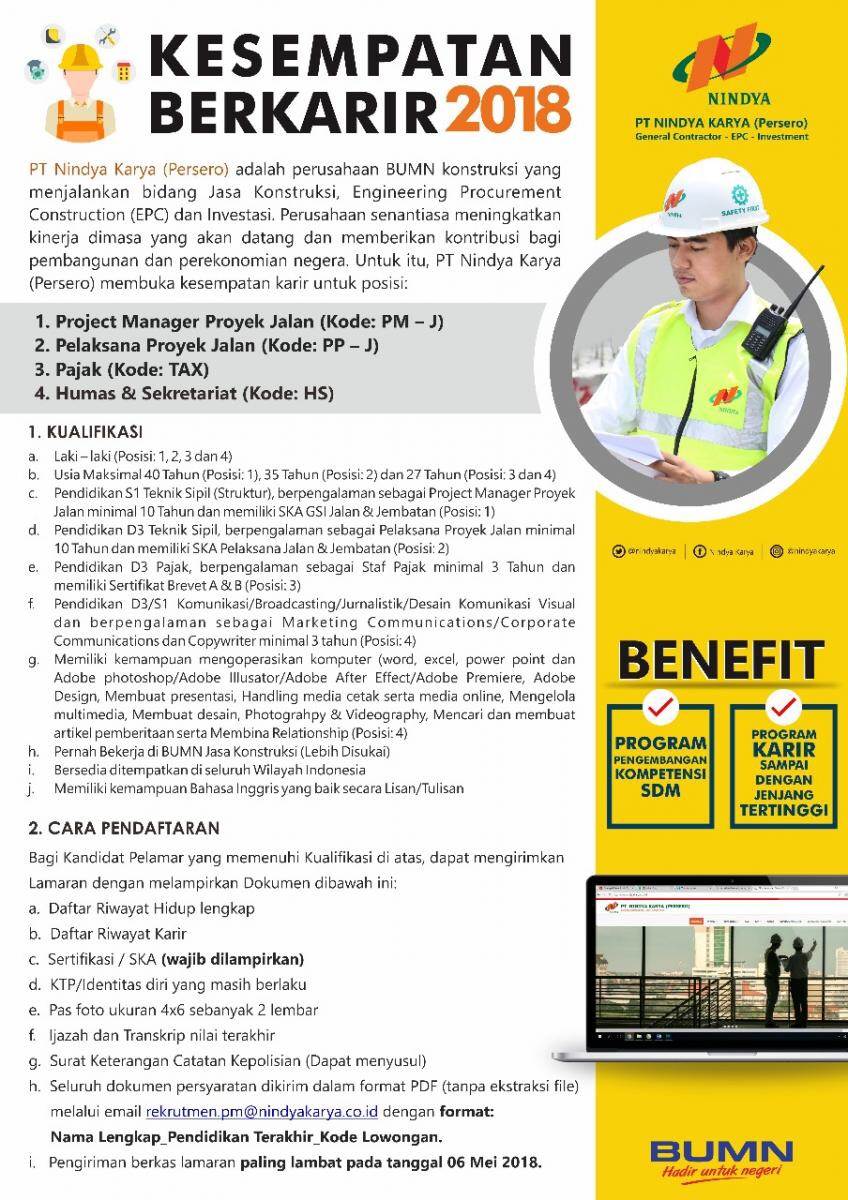 KESEMPATAN
BERKARIR 2018
NINDYA
PT NINDYA KARYA (Persero)
General Contractor - EPC - Investment
PT Nindya Karya (Persero) adalah perusahaan BUMN konstruksi yang
menjalankan bidang Jasa Konstruksi, Engineering Procurement
Construction (EPC) dan Investasi. Perusahaan senantiasa meningkatkan
kinerja dimasa yang akan datang dan memberikan kontribusi bagi
pembangunan dan perekonomian negera. Untuk itu, PT Nindya Karya
(Persero) membuka kesempatan karir untuk posisi:
NINDYA
SAFETY FIRST
NINDYA
1. Project Manager Proyek Jalan (Kode: PM – J)
2. Pelaksana Proyek Jalan (Kode: PP – J)
3. Pajak (Kode: TAX)
4. Humas & Sekretariat (Kode: HS)
1. KUALIFIKASI
a. Laki – laki (Posisi: 1, 2, 3 dan 4)
b. Usia Maksimal 40 Tahun (Posisi: 1), 35 Tahun (Posisi: 2) dan 27 Tahun (Posisi: 3 dan 4)
c. Pendidikan S1 Teknik Sipil (Struktur), berpengalaman sebagai Project Manager Proyek
Jalan minimal 10 Tahun dan memiliki SKA GSI Jalan & Jembatan (Posisi: 1)
d. Pendidikan D3 Teknik Sipil, berpengalaman sebagai Pelaksana Proyek Jalan minimal
10 Tahun dan memiliki SKA Pelaksana Jalan & Jembatan (Posisi: 2)
e. Pendidikan D3 Pajak, berpengalaman sebagai Staf Pajak minimal 3 Tahun dan
memiliki Sertifikat Brevet A & B (Posisi: 3)
f. Pendidikan D3/S1 Komunikasi/Broadcasting/Jurnalistik/Desain Komunikasi Visual
dan berpengalaman sebagai Marketing Communications/Corporate
Communications dan Copywriter minimal 3 tahun (Posisi: 4)
g. Memiliki kemampuan mengoperasikan komputer (word, excel, power point dan
Adobe photoshop/Adobe Illusator/Adobe After Effect/Adobe Premiere, Adobe
Design, Membuat presentasi, Handling media cetak serta media online, Mengelola
multimedia, Membuat desain, Photograhpy & Videography, Mencari dan membuat
artikel pemberitaan serta Membina Relationship (Posisi: 4)
h. Pernah Bekerja di BUMN Jasa Konstruksi (Lebih Disukai)
i. Bersedia ditempatkan di seluruh Wilayah Indonesia
j. Memiliki kemampuan Bahasa Inggris yang baik secara Lisan/Tulisan
@nindyakarya | Nindya Karya | @nindyakarya
BENEFIT
PROGRAM
PENGEMBANGAN
KOMPETENSI
SDM
PROGRAM
KARIR
SAMPAI
DENGAN
JENJANG
TERTINGGI
2. CARA PENDAFTARAN
Bagi Kandidat Pelamar yang memenuhi Kualifikasi di atas, dapat mengirimkan
Lamaran dengan melampirkan Dokumen dibawah ini:
a. Daftar Riwayat Hidup lengkap
b. Daftar Riwayat Karir
c. Sertifikasi / SKA (wajib dilampirkan)
d. KTP/Identitas diri yang masih berlaku
e. Pas foto ukuran 4x6 sebanyak 2 lembar
f. Ijazah dan Transkrip nilai terakhir
g. Surat Keterangan Catatan Kepolisian (Dapat menyusul)
h. Seluruh dokumen persyaratan dikirim dalam format PDF (tanpa ekstraksi file)
melalui email rekrutmen.pm@nindyakarya.co.id dengan format:
Nama Lengkap_Pendidikan Terakhir_Kode Lowongan.
i. Pengiriman berkas lamaran paling lambat pada tanggal 06 Mei 2018.
PT NINDYA KARYA (PERSERO)
BUMN
Hadir untuk negeri